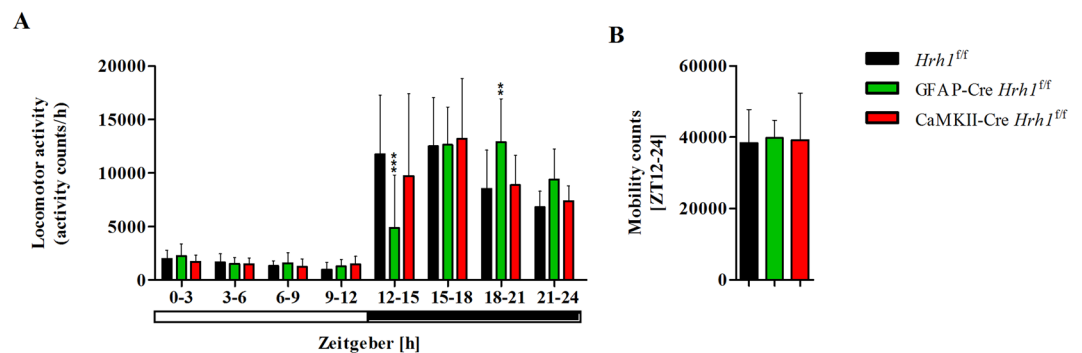 A
Locomotor activity
(activity counts/h)
20000
15000
10000
5000
0
***
**
0-3 3-6 6-9 9-12 12-15 15-18 18-21 21-24
Zeitgeber [h]
B
Mobility counts
[ZT12-24]
60000
40000
20000
0
Hrh1f/f
GFAP-Cre Hrh1f/f
CaMKII-Cre Hrh1f/f